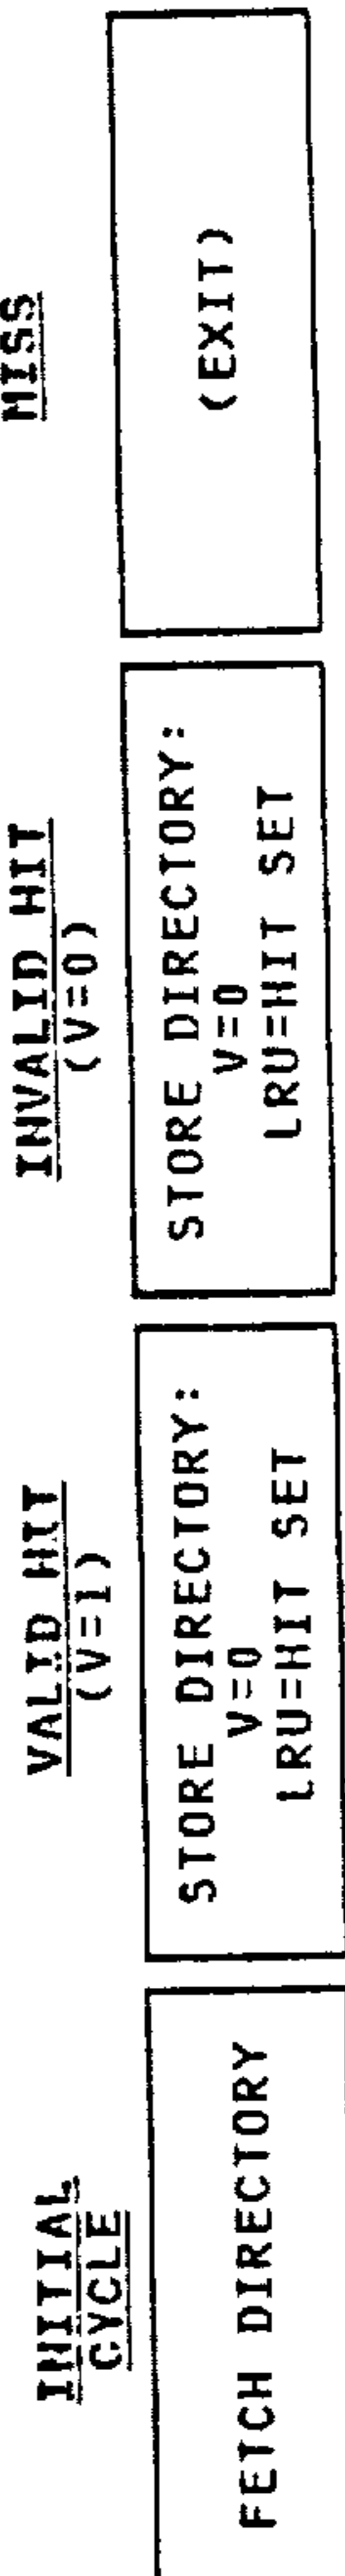 INITIAL
CYCLE
FETCH DIRECTORY
VALID HIT
(V=1)
STORE DIRECTORY:
V=0
LRU=HIT SET
INVALID HIT
(V=0)
STORE DIRECTORY:
V=0
LRU=HIT SET
MISS
(EXIT)